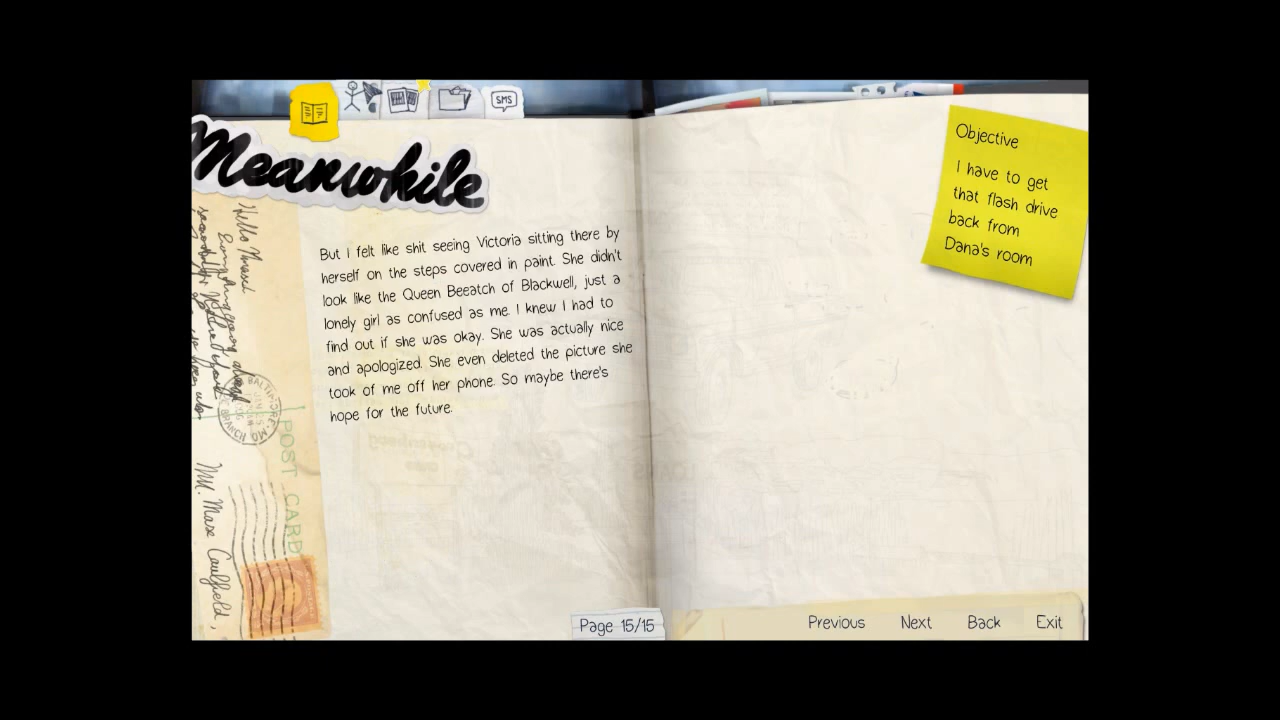 SMS
Meanwhile
Objective
I have to get
that flash drive
back from
Dana's room
But I felt like shit seeing Victoria sitting there by
herself on the steps covered in paint. She didn't
look like the Queen Beeatch of Blackwell, just a
lonely girl as confused as me. I knew I had to
find out if she was okay. She was actually nice
and apologized. She even deleted the picture she
took of me off her phone. So maybe there's
hope for the future.
BALTIMORE, MD
BRANCH
POST CARD
Max Caulfield,
Page 15/15
Previous
Next
Back
Exit